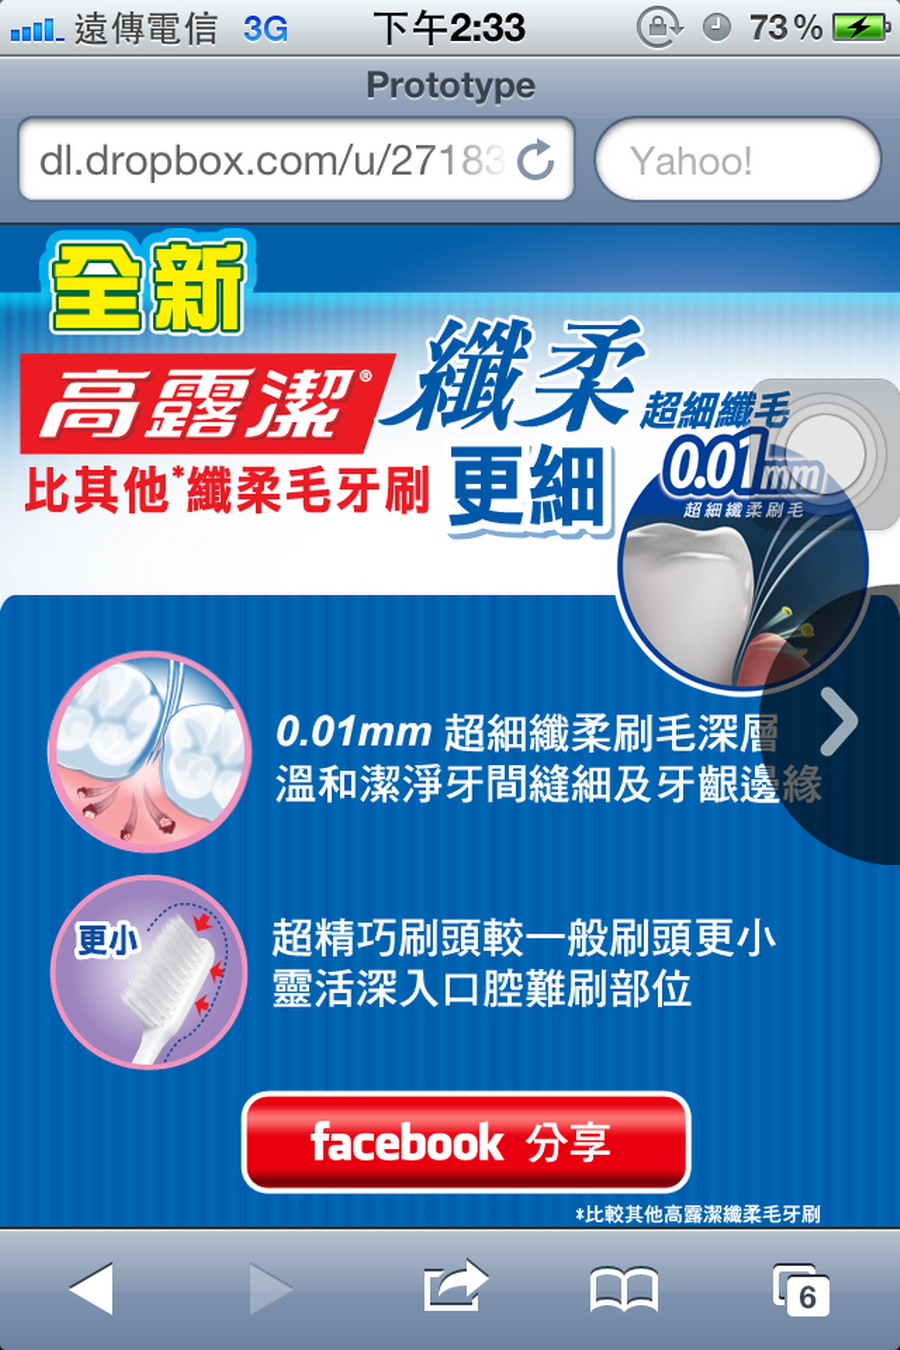 遠傳電信 3G 下午2:33 73%
Prototype
dl.dropbox.com/u/27183
Yahoo!
全新
高露潔® 纖柔
超細纖毛
0.01mm
超細纖柔刷毛
比其他*纖柔毛牙刷 更細
0.01mm 超細纖柔刷毛深層
溫和潔淨牙間縫細及牙齦邊緣
更小
超精巧刷頭較一般刷頭更小
靈活深入口腔難刷部位
facebook 分享
*比較其他高露潔纖柔毛牙刷
6